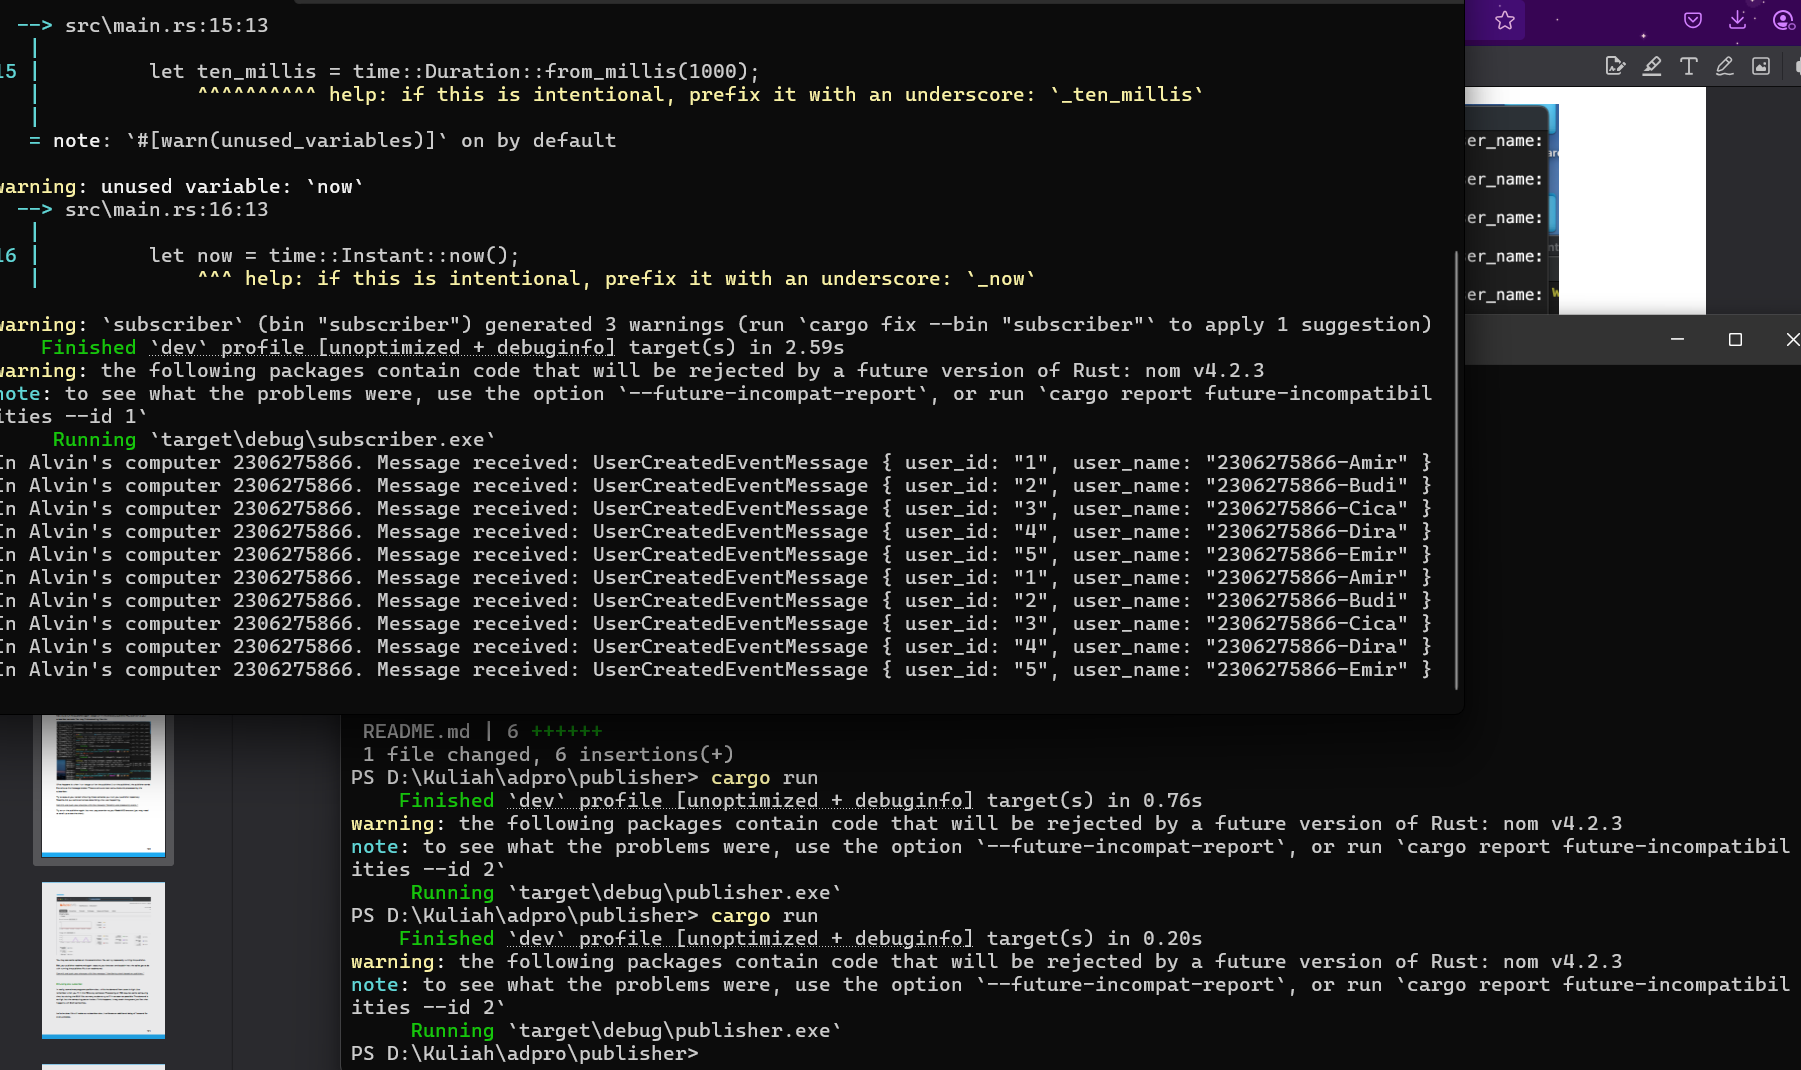 --> src\main.rs:15:13
|
15 |         let ten_millis = time::Duration::from_millis(1000);
|             ^^^^^^^^^^ help: if this is intentional, prefix it with an underscore: `_ten_millis`
|
= note: `#[warn(unused_variables)]` on by default
warning: unused variable: `now`
--> src\main.rs:16:13
|
16 |         let now = time::Instant::now();
|             ^^^ help: if this is intentional, prefix it with an underscore: `_now`
warning: `subscriber` (bin "subscriber") generated 3 warnings (run `cargo fix --bin "subscriber"` to apply 1 suggestion)
Finished `dev` profile [unoptimized + debuginfo] target(s) in 2.59s
warning: the following packages contain code that will be rejected by a future version of Rust: nom v4.2.3
note: to see what the problems were, use the option `--future-incompat-report`, or run `cargo report future-incompatibil
ities --id 1`
Running `target\debug\subscriber.exe`
In Alvin's computer 2306275866. Message received: UserCreatedEventMessage { user_id: "1", user_name: "2306275866-Amir" }
In Alvin's computer 2306275866. Message received: UserCreatedEventMessage { user_id: "2", user_name: "2306275866-Budi" }
In Alvin's computer 2306275866. Message received: UserCreatedEventMessage { user_id: "3", user_name: "2306275866-Cica" }
In Alvin's computer 2306275866. Message received: UserCreatedEventMessage { user_id: "4", user_name: "2306275866-Dira" }
In Alvin's computer 2306275866. Message received: UserCreatedEventMessage { user_id: "5", user_name: "2306275866-Emir" }
In Alvin's computer 2306275866. Message received: UserCreatedEventMessage { user_id: "1", user_name: "2306275866-Amir" }
In Alvin's computer 2306275866. Message received: UserCreatedEventMessage { user_id: "2", user_name: "2306275866-Budi" }
In Alvin's computer 2306275866. Message received: UserCreatedEventMessage { user_id: "3", user_name: "2306275866-Cica" }
In Alvin's computer 2306275866. Message received: UserCreatedEventMessage { user_id: "4", user_name: "2306275866-Dira" }
In Alvin's computer 2306275866. Message received: UserCreatedEventMessage { user_id: "5", user_name: "2306275866-Emir" }
er_name:
er_name:
er_name:
er_name:
er_name:
README.md | 6 ++++++
1 file changed, 6 insertions(+)
PS D:\Kuliah\adpro\publisher> cargo run
Finished `dev` profile [unoptimized + debuginfo] target(s) in 0.76s
warning: the following packages contain code that will be rejected by a future version of Rust: nom v4.2.3
note: to see what the problems were, use the option `--future-incompat-report`, or run `cargo report future-incompatibil
ities --id 2`
Running `target\debug\publisher.exe`
PS D:\Kuliah\adpro\publisher> cargo run
Finished `dev` profile [unoptimized + debuginfo] target(s) in 0.20s
warning: the following packages contain code that will be rejected by a future version of Rust: nom v4.2.3
note: to see what the problems were, use the option `--future-incompat-report`, or run `cargo report future-incompatibil
ities --id 2`
Running `target\debug\publisher.exe`
PS D:\Kuliah\adpro\publisher>